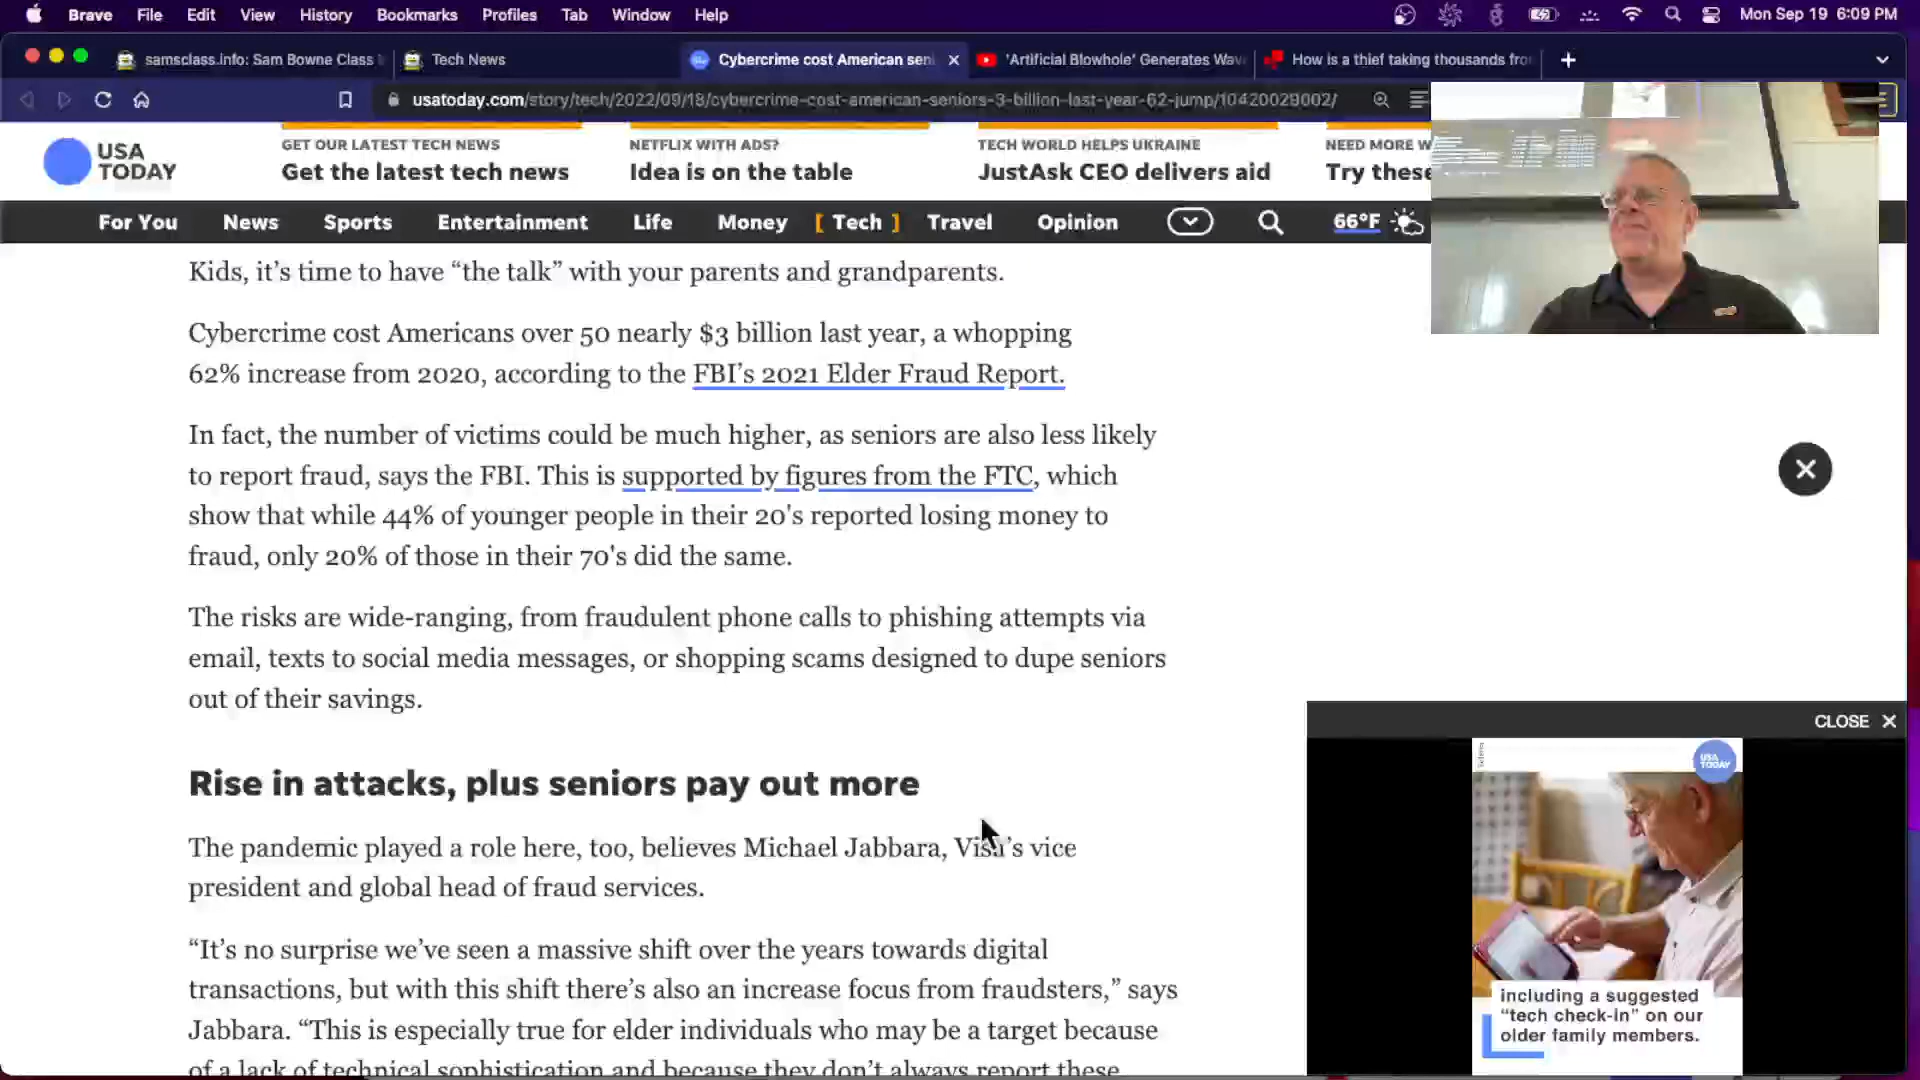 Brave File Edit View History Bookmarks Profiles Tab Window Help Mon Sep 19 6:09 PM
samsclass.info: Sam Bowne Class Tech News Cybercrime cost American seni 'Artificial Blowhole' Generates Wav How is a thief taking thousands fro
usatoday.com/story/tech/2022/09/18/cybercrime-cost-american-seniors-3-billion-last-year-62-jump/10420029002/
USA
TODAY
GET OUR LATEST TECH NEWS
Get the latest tech news
NETFLIX WITH ADS?
Idea is on the table
TECH WORLD HELPS UKRAINE
JustAsk CEO delivers aid
NEED MORE W
Try these
For You News Sports Entertainment Life Money [ Tech ] Travel Opinion 66°F
Kids, it’s time to have “the talk” with your parents and grandparents.
Cybercrime cost Americans over 50 nearly $3 billion last year, a whopping
62% increase from 2020, according to the FBI’s 2021 Elder Fraud Report.
In fact, the number of victims could be much higher, as seniors are also less likely
to report fraud, says the FBI. This is supported by figures from the FTC, which
show that while 44% of younger people in their 20's reported losing money to
fraud, only 20% of those in their 70's did the same.
The risks are wide-ranging, from fraudulent phone calls to phishing attempts via
email, texts to social media messages, or shopping scams designed to dupe seniors
out of their savings.
Rise in attacks, plus seniors pay out more
The pandemic played a role here, too, believes Michael Jabbara, Visa’s vice
president and global head of fraud services.
“It’s no surprise we’ve seen a massive shift over the years towards digital
transactions, but with this shift there’s also an increase focus from fraudsters,” says
Jabbara. “This is especially true for elder individuals who may be a target because
of a lack of technical sophistication and because they don’t always report these
CLOSE
USA
TODAY
including a suggested
“tech check-in” on our
older family members.